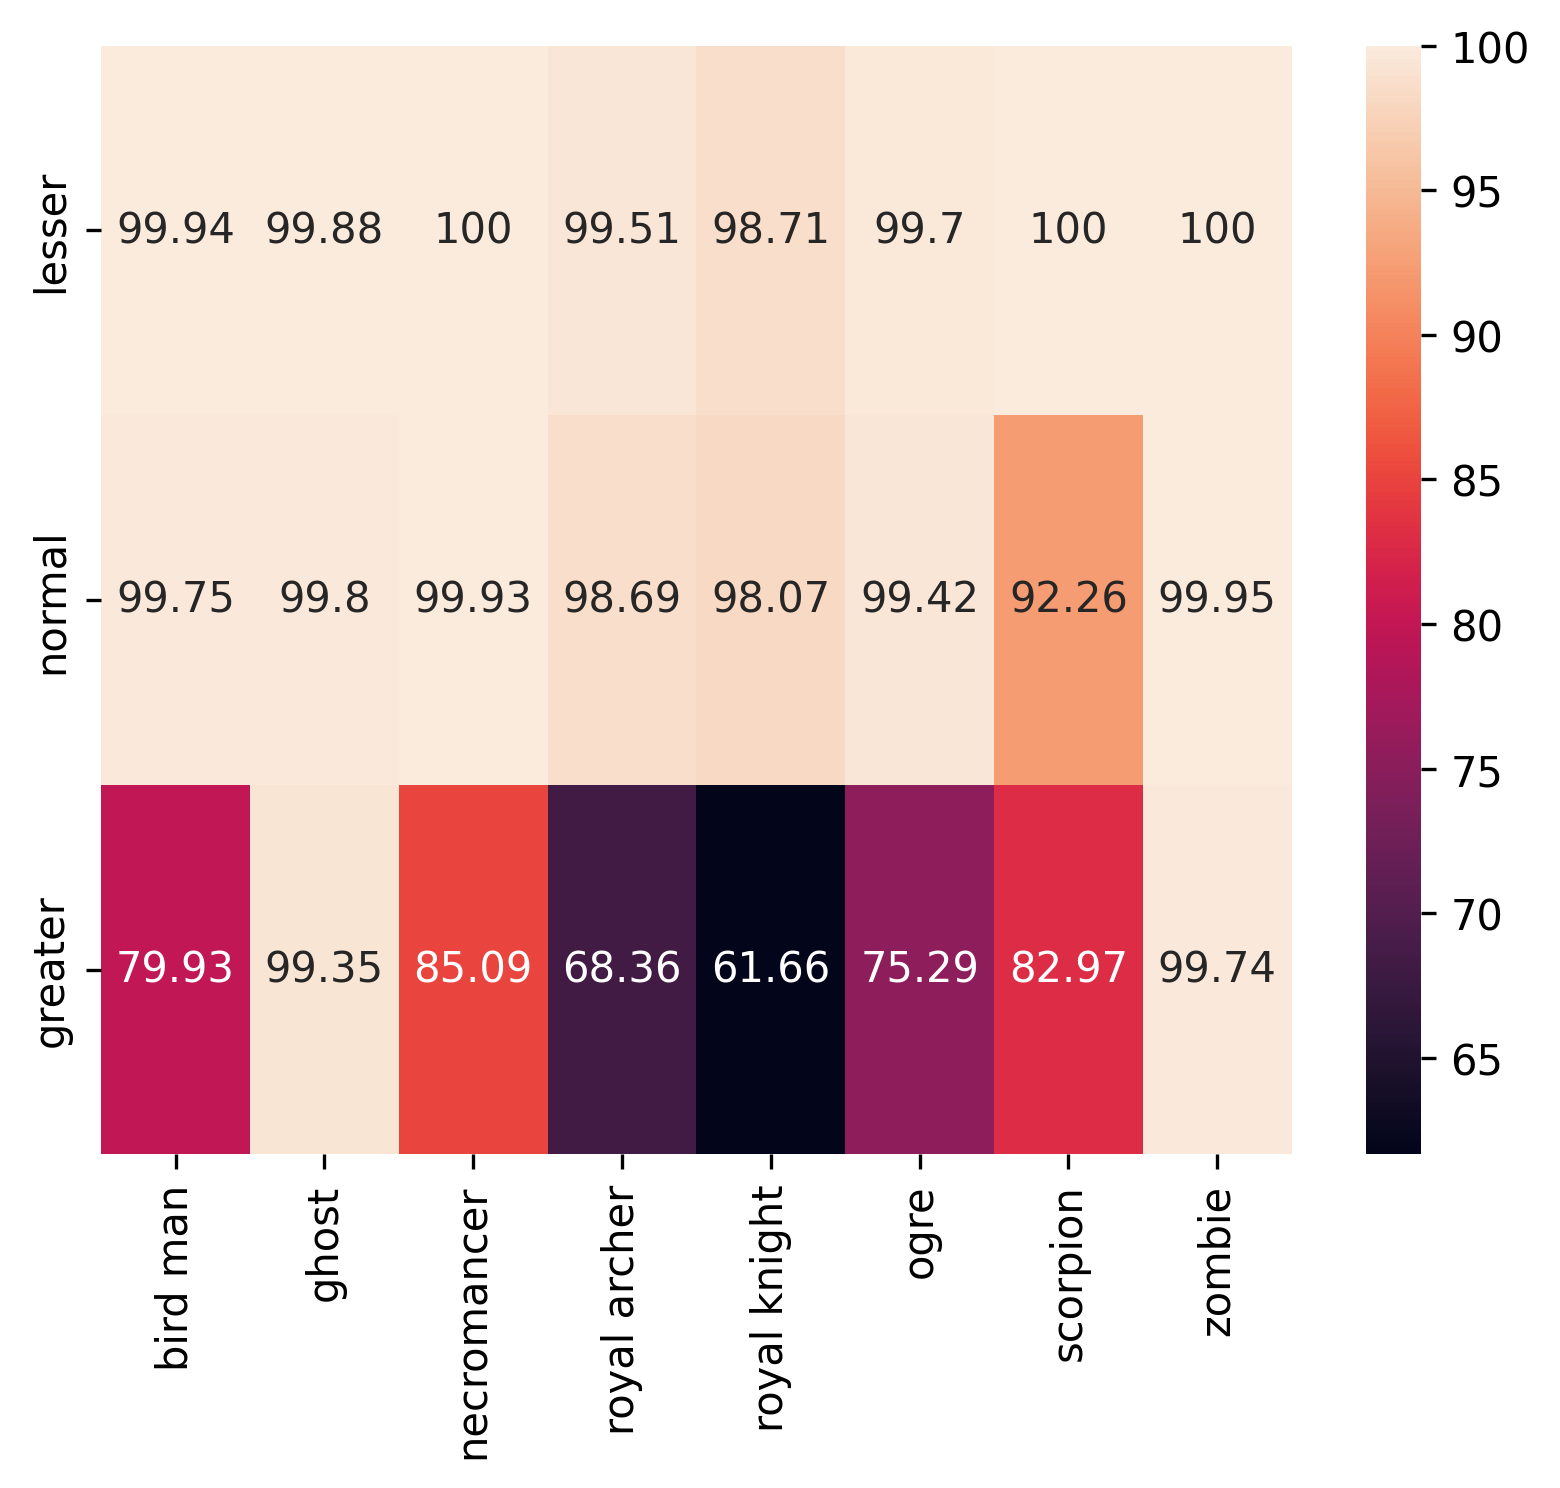 lesser 99.94 99.88 100 99.51 98.71 99.7 100 100
normal 99.75 99.8 99.93 98.69 98.07 99.42 92.26 99.95
greater 79.93 99.35 85.09 68.36 61.66 75.29 82.97 99.74
bird man ghost necromancer royal archer royal knight ogre scorpion zombie
100
95
90
85
80
75
70
65